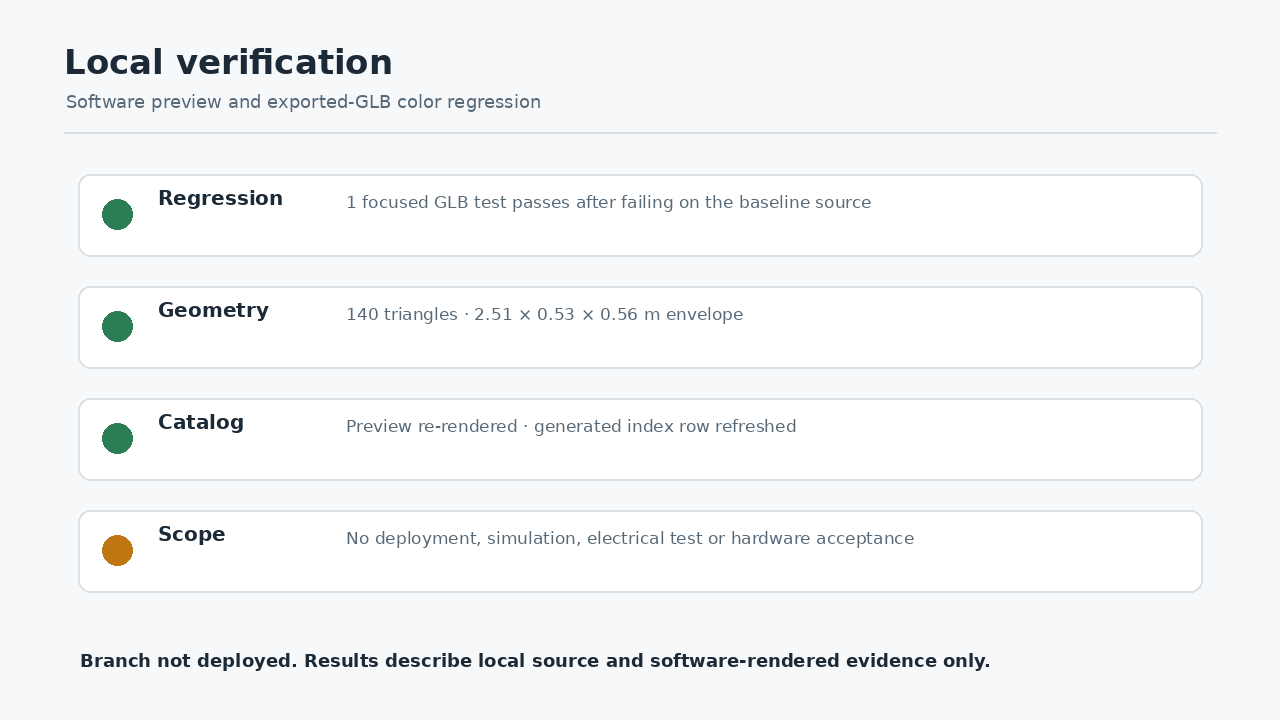 Local verification
Software preview and exported-GLB color regression
Regression
1 focused GLB test passes after failing on the baseline source
Geometry
140 triangles · 2.51 × 0.53 × 0.56 m envelope
Catalog
Preview re-rendered · generated index row refreshed
Scope
No deployment, simulation, electrical test or hardware acceptance
Branch not deployed. Results describe local source and software-rendered evidence only.